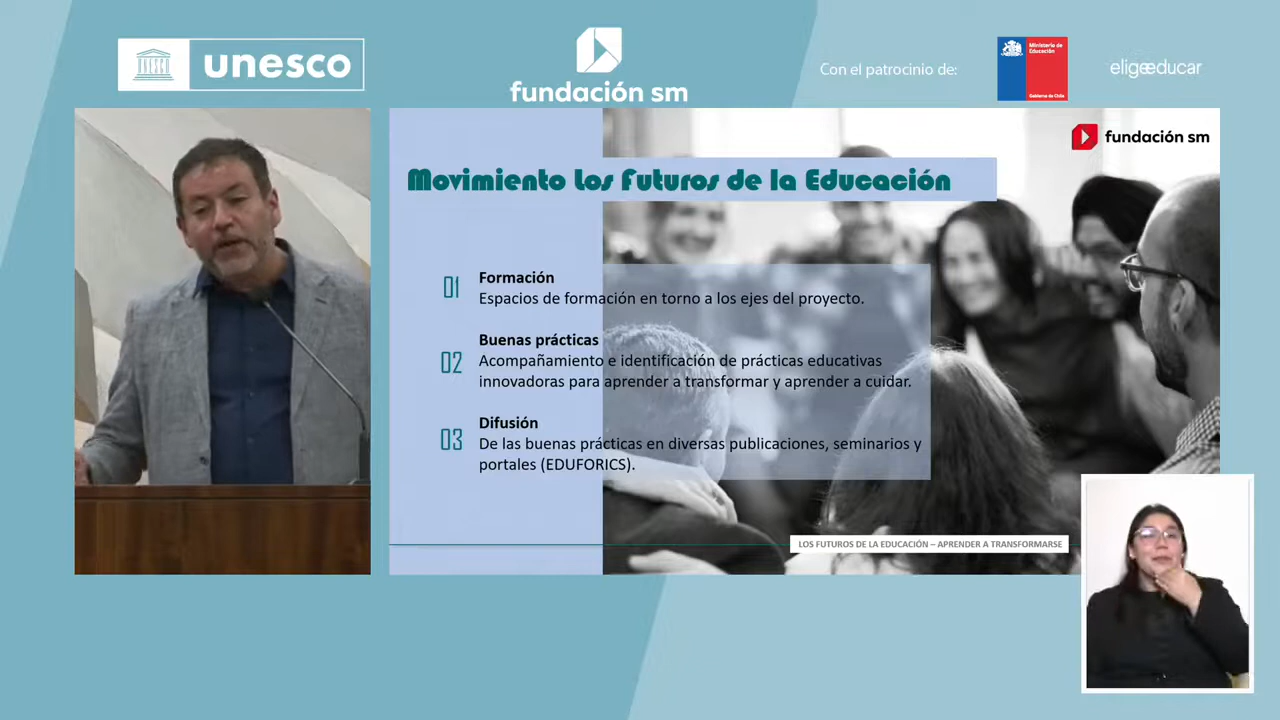 unesco
fundación sm
Con el patrocinio de:
Ministerio de
Educación
Gobierno de Chile
eligeeducar
fundación sm
Movimiento Los Futuros de la Educación
01
Formación
Espacios de formación en torno a los ejes del proyecto.
02
Buenas prácticas
Acompañamiento e identificación de prácticas educativas
innovadoras para aprender a transformar y aprender a cuidar.
03
Difusión
De las buenas prácticas en diversas publicaciones, seminarios y
portales (EDUFORICS).
LOS FUTUROS DE LA EDUCACIÓN – APRENDER A TRANSFORMARSE